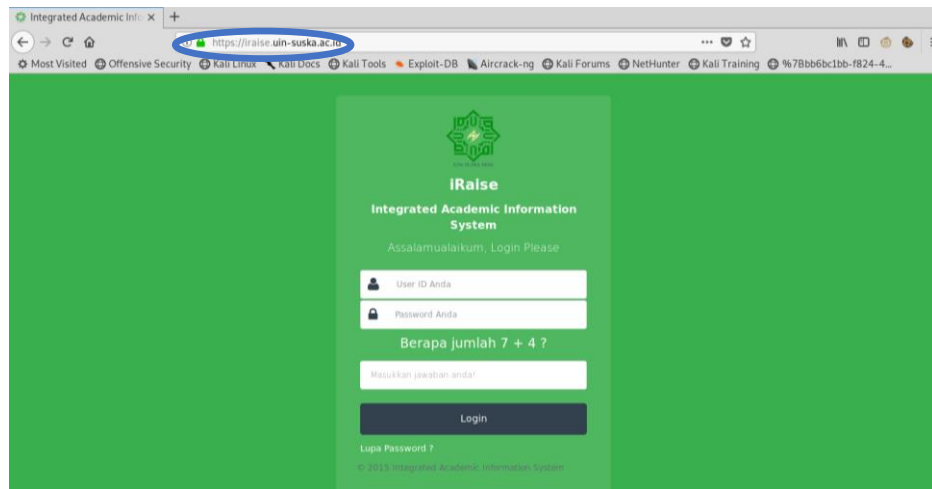 Integrated Academic Info
https://iraise.uin-suska.ac.id
Most Visited Offensive Security Kali Linux Kali Docs Kali Tools Exploit-DB Aircrack-ng Kali Forums NetHunter Kali Training %7Bbb6bc1bb-f824-4...
iRaise
Integrated Academic Information
System
Assalamualaikum, Login Please
User ID Anda
Password Anda
Berapa jumlah 7 + 4 ?
Masukkan jawaban anda!
Login
Lupa Password ?
© 2015 Integrated Academic Information System